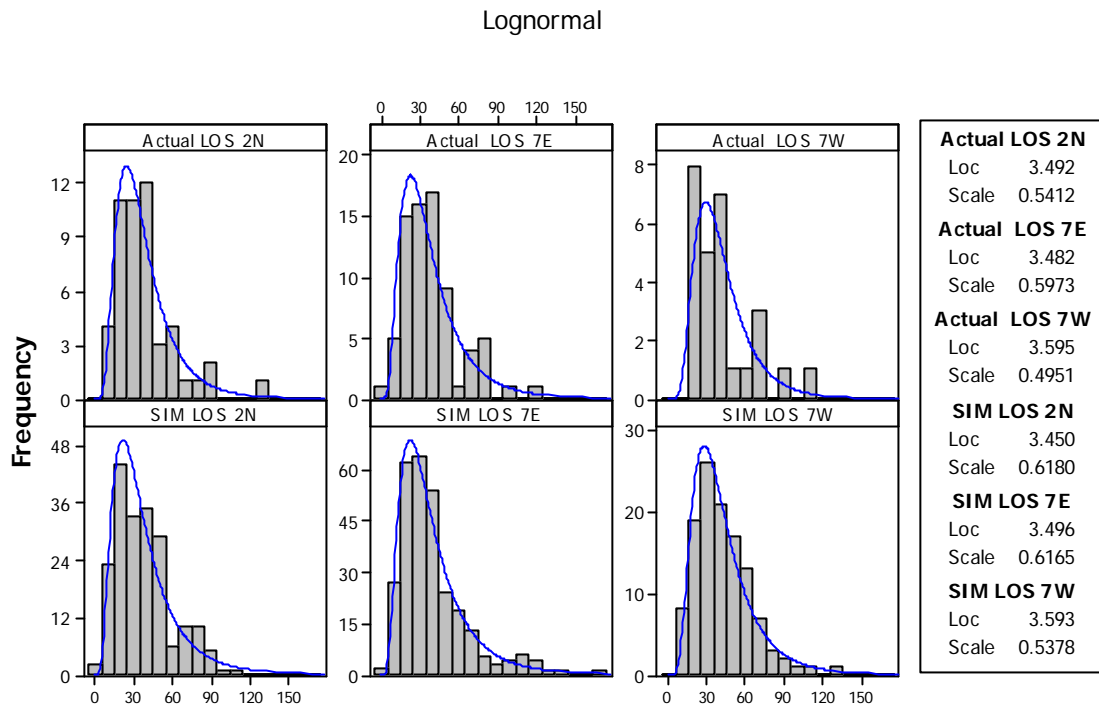 Lognormal
0 30 60 90 120 150
Actual LOS 2N
Actual LOS 7E
Actual LOS 7W
12
9
6
3
0
20
15
10
5
0
8
6
4
2
0
SIM LOS 2N
SIM LOS 7E
SIM LOS 7W
48
36
24
12
0
60
45
30
15
0
30
20
10
0
0 30 60 90 120 150
0 30 60 90 120 150
Frequency
Actual LOS 2N
Loc 3.492
Scale 0.5412
Actual LOS 7E
Loc 3.482
Scale 0.5973
Actual LOS 7W
Loc 3.595
Scale 0.4951
SIM LOS 2N
Loc 3.450
Scale 0.6180
SIM LOS 7E
Loc 3.496
Scale 0.6165
SIM LOS 7W
Loc 3.593
Scale 0.5378